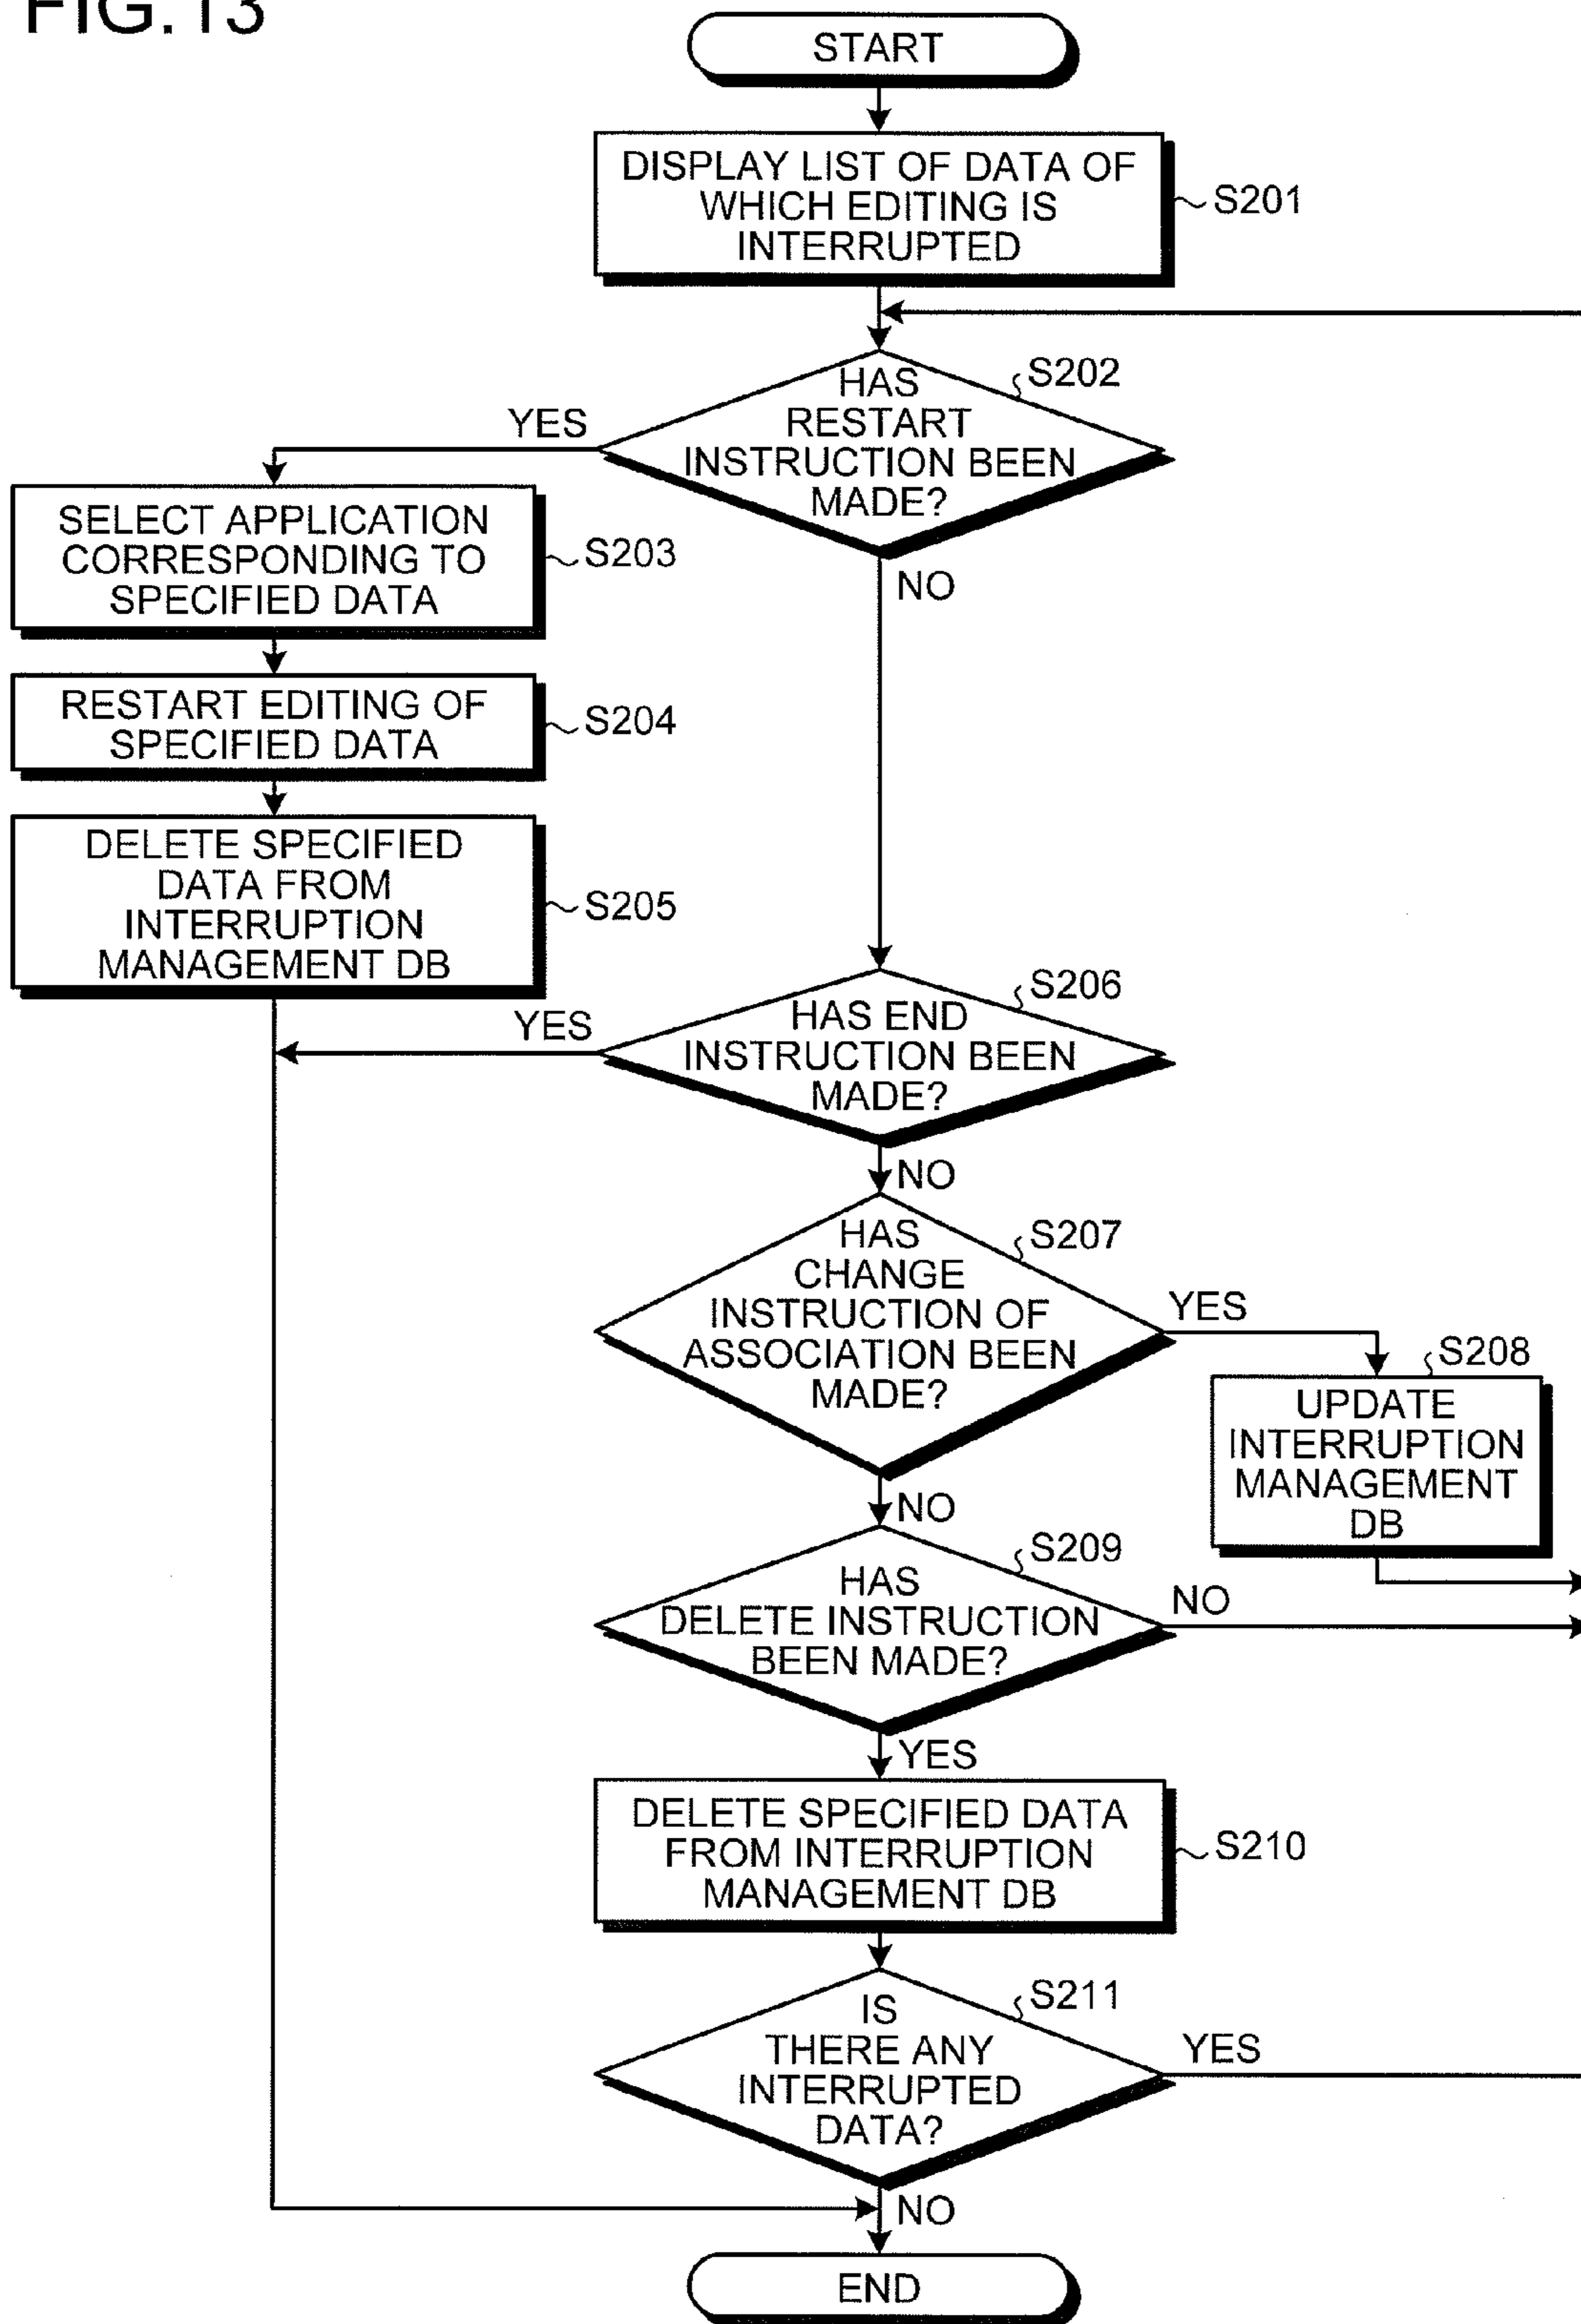 FIG.13
START
DISPLAY LIST OF DATA OF
WHICH EDITING IS
INTERRUPTED
S201
HAS
RESTART
INSTRUCTION BEEN
MADE?
S202
YES
NO
SELECT APPLICATION
CORRESPONDING TO
SPECIFIED DATA
S203
RESTART EDITING OF
SPECIFIED DATA
S204
DELETE SPECIFIED
DATA FROM
INTERRUPTION
MANAGEMENT DB
S205
HAS END
INSTRUCTION BEEN
MADE?
S206
YES
NO
HAS
CHANGE
INSTRUCTION OF
ASSOCIATION BEEN
MADE?
S207
YES
NO
S208
UPDATE
INTERRUPTION
MANAGEMENT
DB
HAS
DELETE INSTRUCTION
BEEN MADE?
S209
NO
YES
DELETE SPECIFIED DATA
FROM INTERRUPTION
MANAGEMENT DB
S210
IS
THERE ANY
INTERRUPTED
DATA?
S211
YES
NO
END